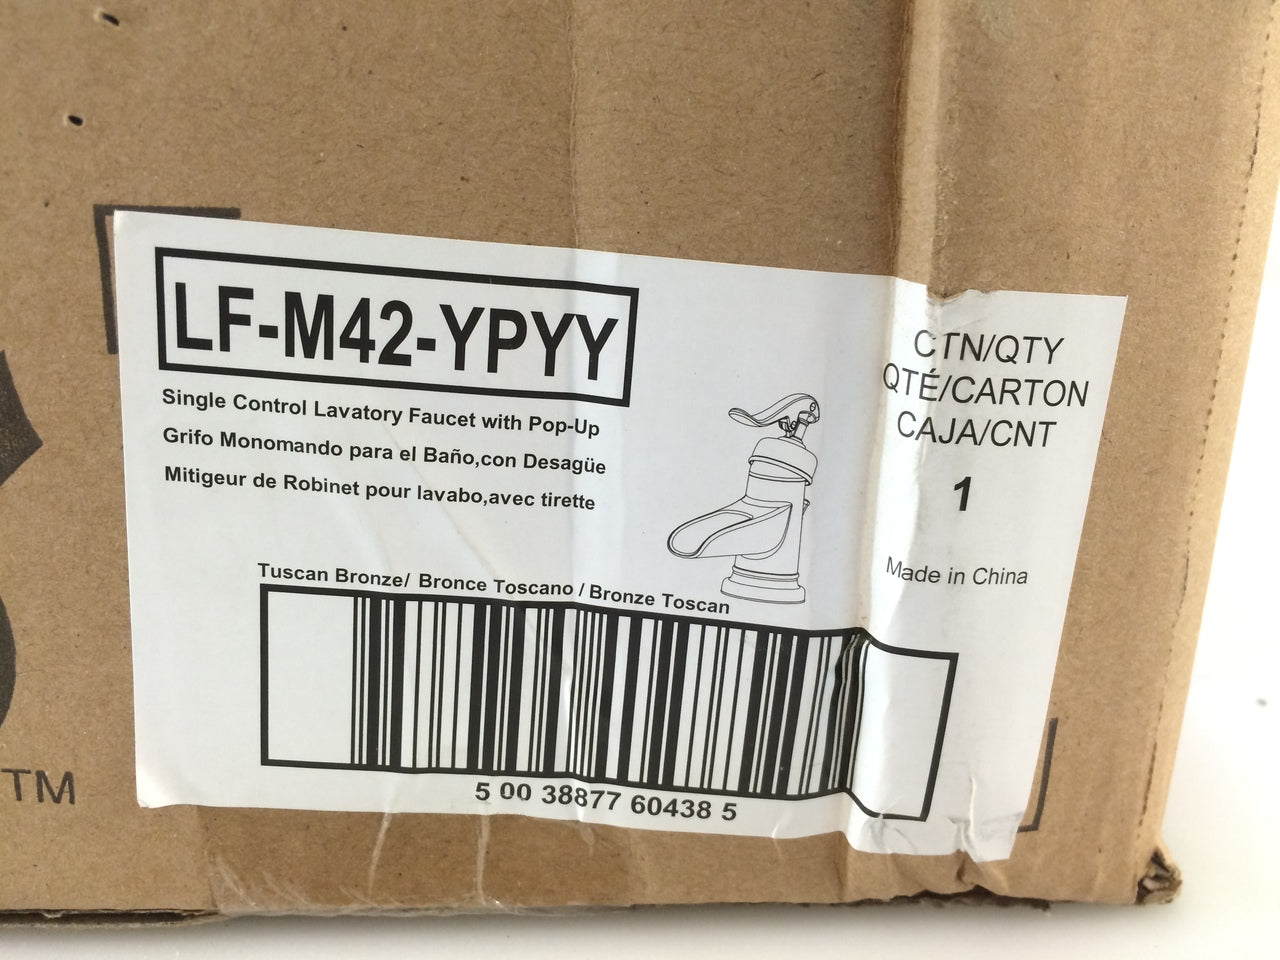 LF-M42-YPYY
Single Control Lavatory Faucet with Pop-Up
Grifo Monomando para el Baño,con Desagüe
Mitigeur de Robinet pour lavabo,avec tirette
CTN/QTY
QTÉ/CARTON
CAJA/CNT
1
Made in China
Tuscan Bronze/ Bronce Toscano / Bronze Toscan
5 00 38877 60438 5
TM